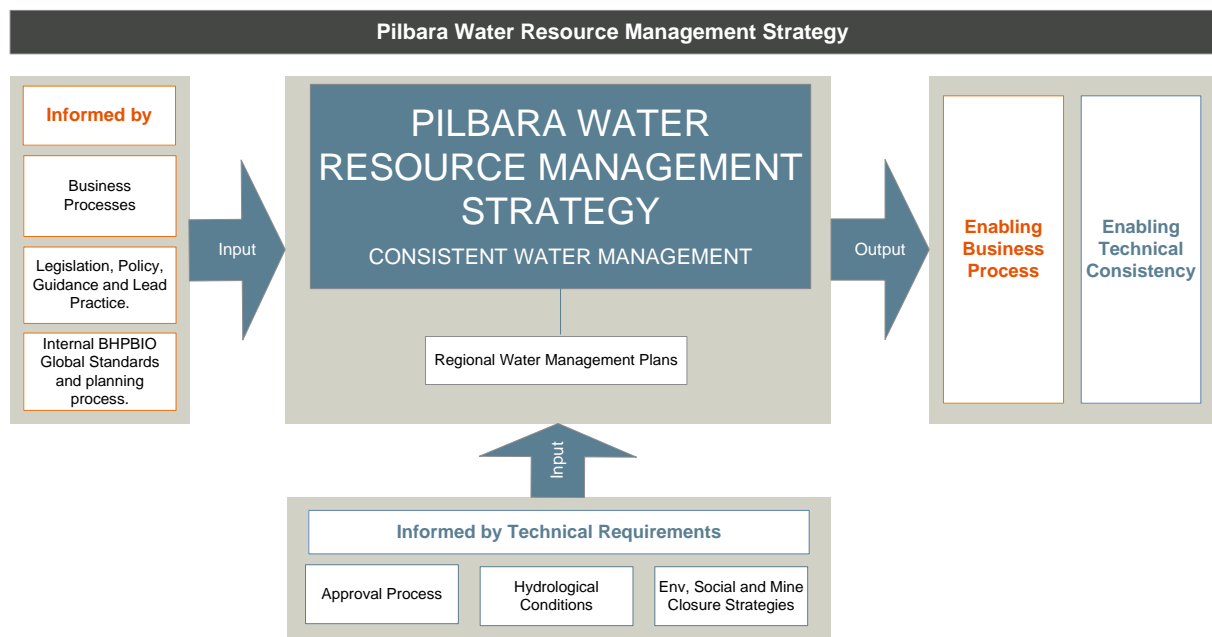 Pilbara Water Resource Management Strategy
Informed by
Business
Processes
Legislation, Policy,
Guidance and Lead
Practice.
Internal BHPBIO
Global Standards
and planning
process.
Input
PILBARA WATER
RESOURCE MANAGEMENT
STRATEGY
CONSISTENT WATER MANAGEMENT
Regional Water Management Plans
Output
Enabling
Business
Process
Enabling
Technical
Consistency
Input
Informed by Technical Requirements
Approval Process
Hydrological
Conditions
Env, Social and Mine
Closure Strategies